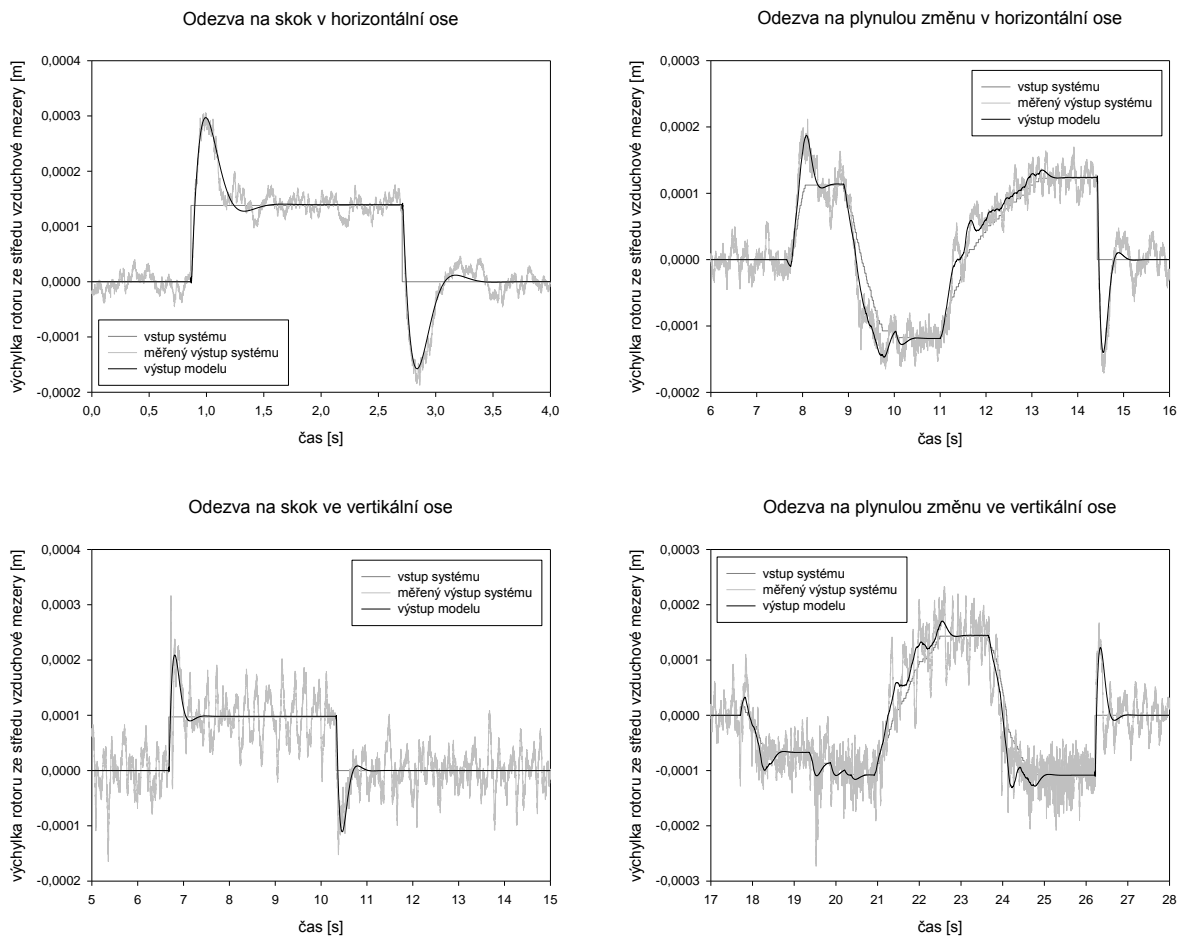 Odezva na skok v horizontální ose
výchylka rotoru ze středu vzduchové mezery [m]
0,0004
0,0003
0,0002
0,0001
0,0000
-0,0001
-0,0002
vstup systému
měřený výstup systému
výstup modelu
0,0 0,5 1,0 1,5 2,0 2,5 3,0 3,5 4,0
čas [s]
Odezva na plynulou změnu v horizontální ose
výchylka rotoru ze středu vzduchové mezery [m]
0,0003
0,0002
0,0001
0,0000
-0,0001
-0,0002
vstup systému
měřený výstup systému
výstup modelu
6 7 8 9 10 11 12 13 14 15 16
čas [s]
Odezva na skok ve vertikální ose
výchylka rotoru ze středu vzduchové mezery [m]
0,0004
0,0003
0,0002
0,0001
0,0000
-0,0001
-0,0002
vstup systému
měřený výstup systému
výstup modelu
5 6 7 8 9 10 11 12 13 14 15
čas [s]
Odezva na plynulou změnu ve vertikální ose
výchylka rotoru ze středu vzduchové mezery [m]
0,0003
0,0002
0,0001
0,0000
-0,0001
-0,0002
-0,0003
vstup systému
měřený výstup systému
výstup modelu
17 18 19 20 21 22 23 24 25 26 27 28
čas [s]